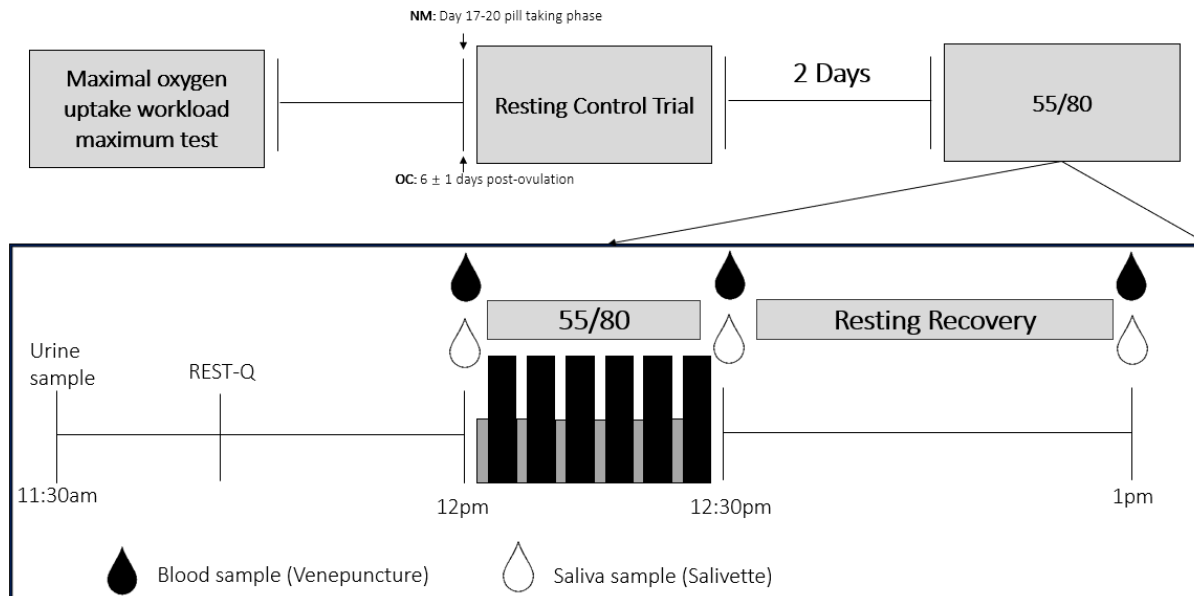 NM: Day 17-20 pill taking phase
Maximal oxygen
uptake workload
maximum test
Resting Control Trial
2 Days
55/80
OC: 6 ± 1 days post-ovulation
55/80
Resting Recovery
Urine
sample
REST-Q
11:30am
12pm
12:30pm
1pm
Blood sample (Venepuncture)
Saliva sample (Salivette)